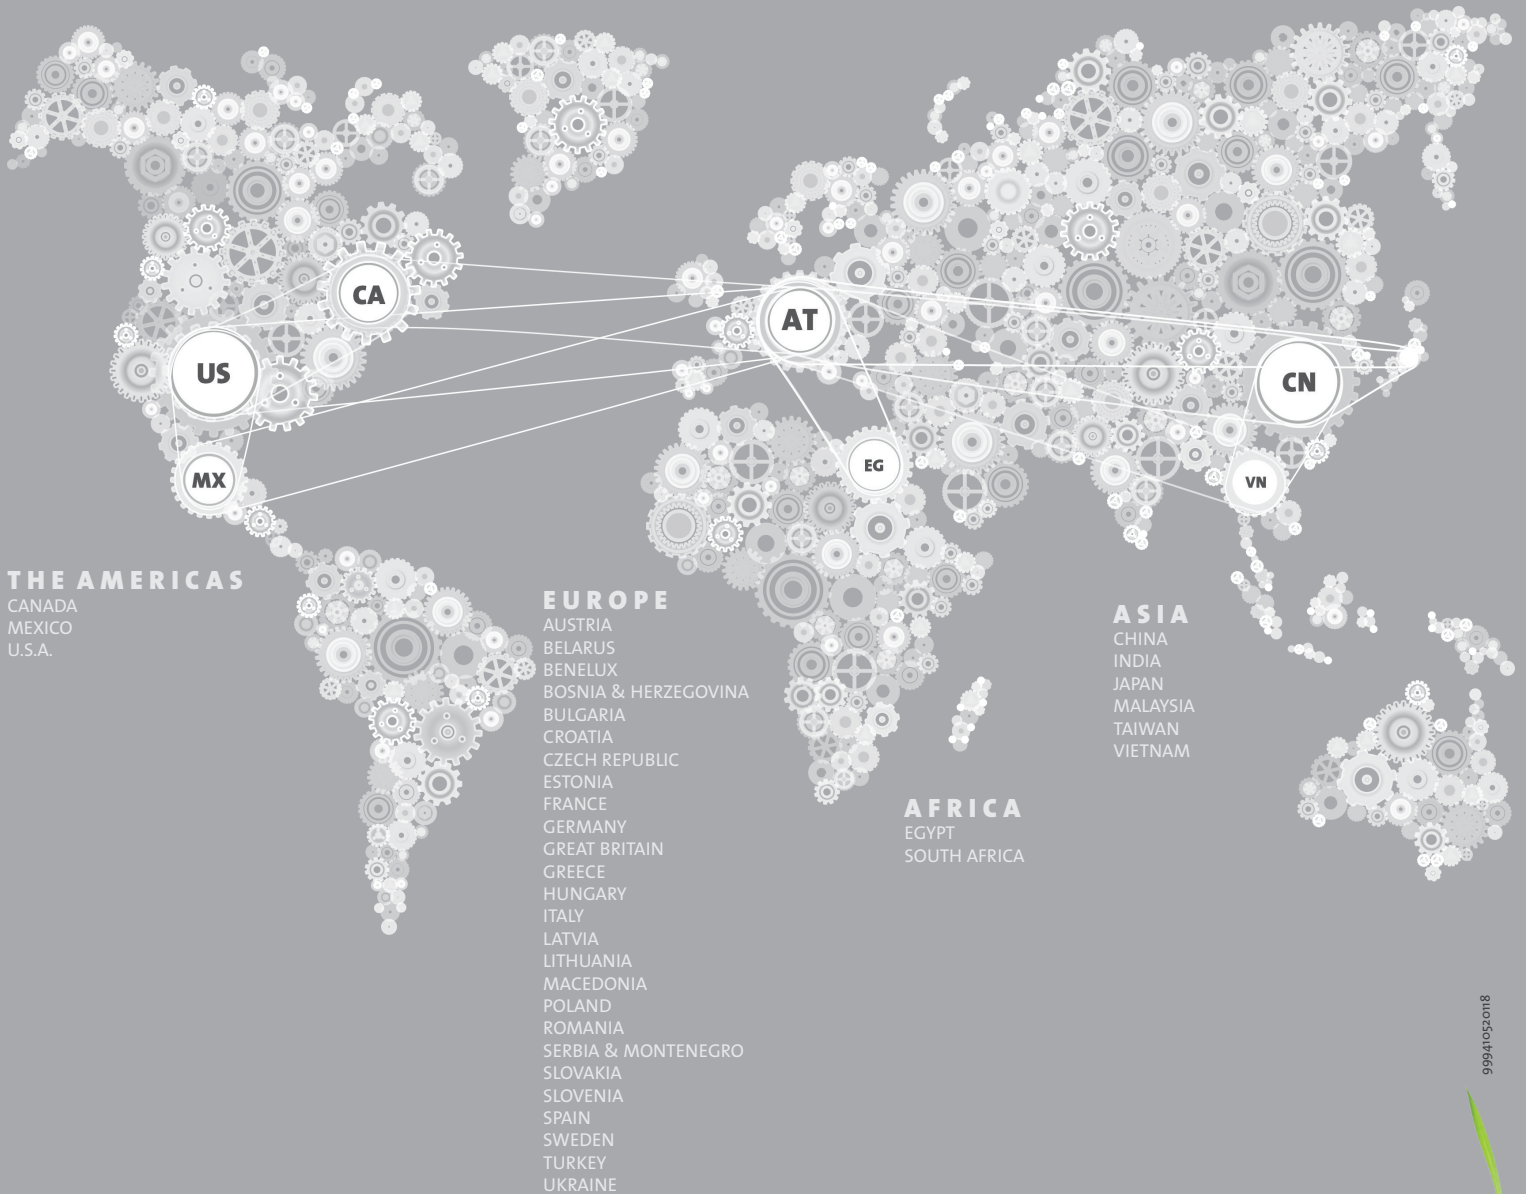 CA
AT
US
CN
EG
MX
VN
THE AMERICAS
CANADA
MEXICO
U.S.A.
EUROPE
AUSTRIA
BELARUS
BENELUX
BOSNIA & HERZEGOVINA
BULGARIA
CROATIA
CZECH REPUBLIC
ESTONIA
FRANCE
GERMANY
GREAT BRITAIN
GREECE
HUNGARY
ITALY
LATVIA
LITHUANIA
MACEDONIA
POLAND
ROMANIA
SERBIA & MONTENEGRO
SLOVAKIA
SLOVENIA
SPAIN
SWEDEN
TURKEY
UKRAINE
AFRICA
EGYPT
SOUTH AFRICA
ASIA
CHINA
INDIA
JAPAN
MALAYSIA
TAIWAN
VIETNAM
999410520118